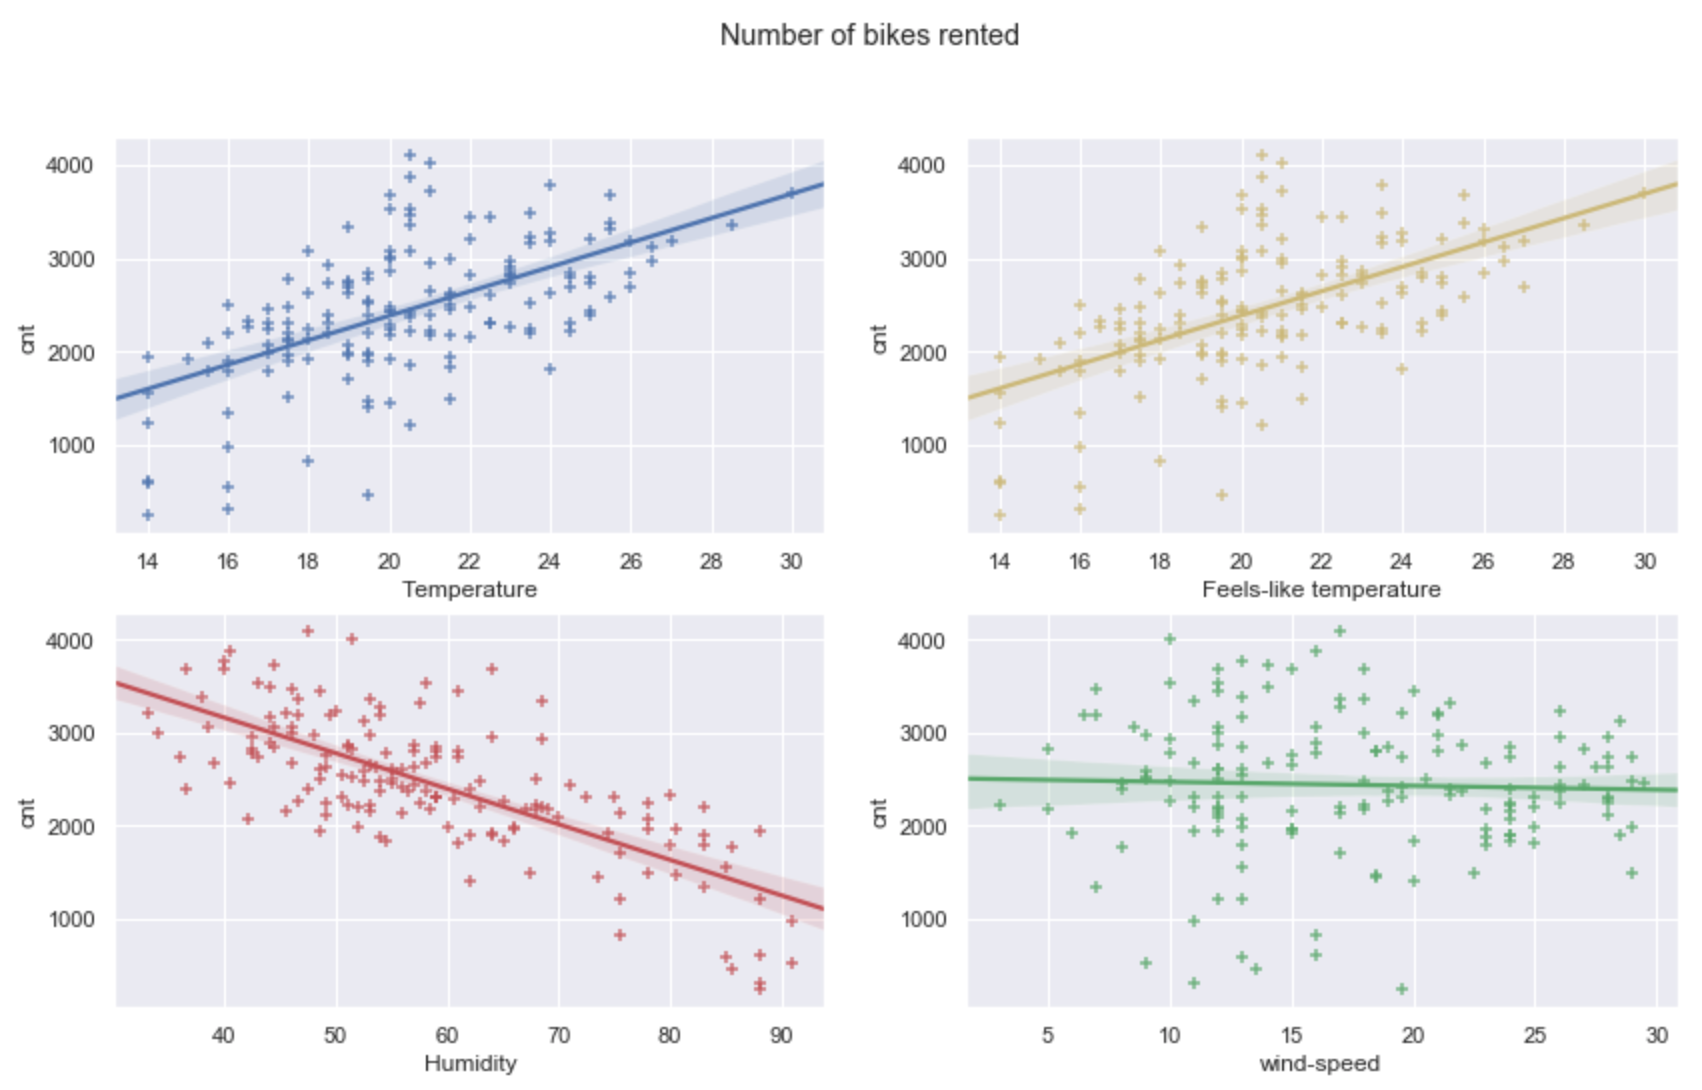 Number of bikes rented
4000
3000
2000
1000
cnt
14 16 18 20 22 24 26 28 30
Temperature
4000
3000
2000
1000
cnt
14 16 18 20 22 24 26 28 30
Feels-like temperature
4000
3000
2000
1000
cnt
40 50 60 70 80 90
Humidity
4000
3000
2000
1000
cnt
5 10 15 20 25 30
wind-speed